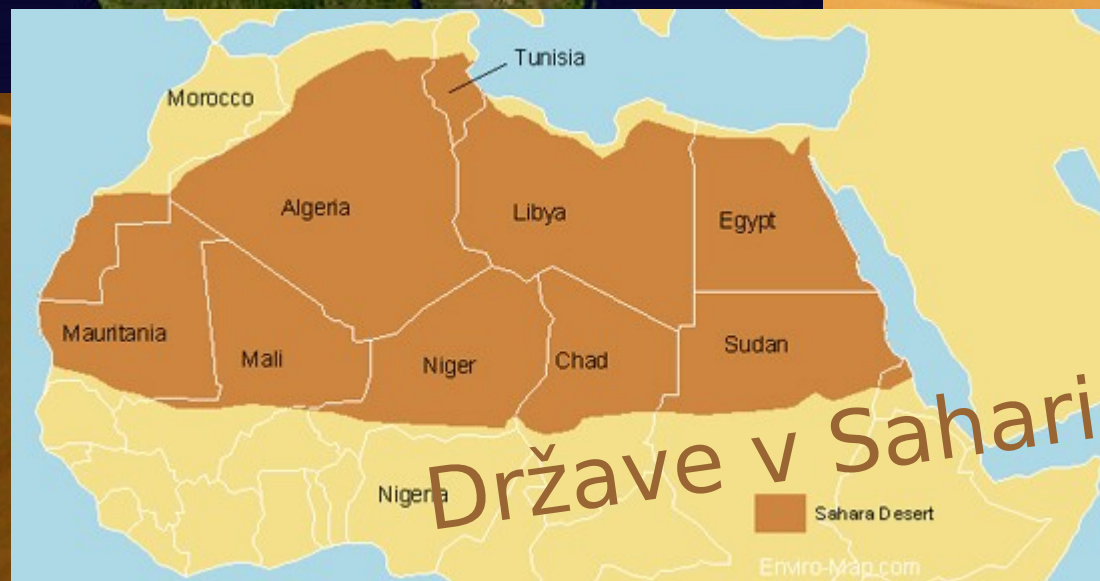 Tunisia
Morocco
Algeria
Libya
Egypt
Mauritania
Mali
Niger
Chad
Sudan
Države v Sahari
Nigeria
Sahara Desert
Enviro-Map.com